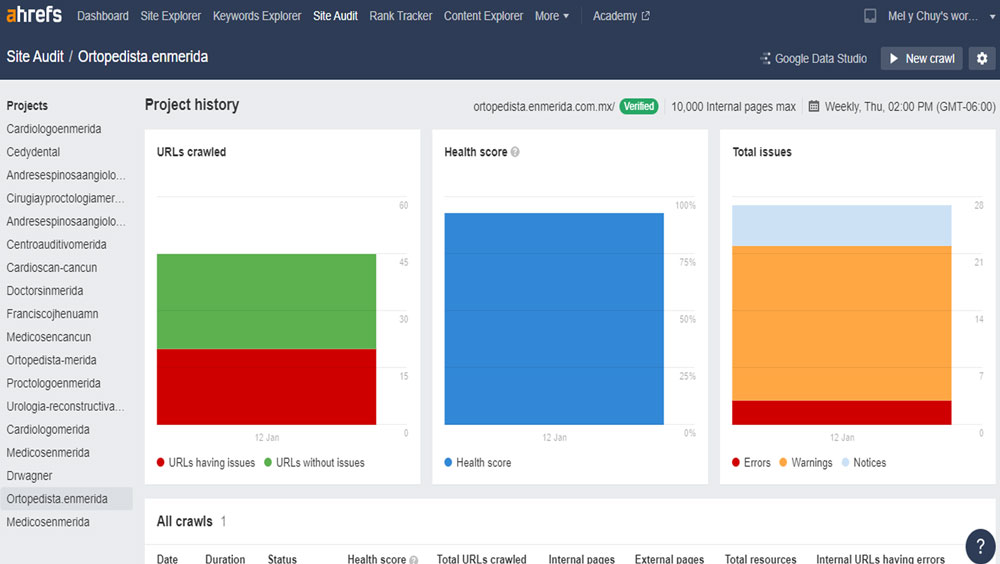 ahrefs Dashboard Site Explorer Keywords Explorer Site Audit Rank Tracker Content Explorer More Academy Mel y Chuy's wor...
Site Audit / Ortopedista.enmerida Google Data Studio New crawl
Projects
Cardiologoenmerida
Cedydental
Andresespinosaangiolo...
Cirugiayproctologiamer...
Andresespinosaangiolo...
Centroauditivomerida
Cardioscan-cancun
Doctorsinmerida
Franciscojhenuamn
Medicosencancun
Ortopedista-merida
Proctologoenmerida
Urologia-reconstructiva...
Cardiologomerida
Medicosenmerida
Drwagner
Ortopedista.enmerida
Medicosenmerida
Project history ortopedista.enmerida.com.mx/ Verified 10,000 Internal pages max Weekly, Thu, 02:00 PM (GMT-06:00)
URLs crawled
60
45
30
15
0
12 Jan
URLs having issues URLs without issues
Health score ?
100%
75%
50%
25%
0%
12 Jan
Health score
Total issues
28
21
14
7
0
12 Jan
Errors Warnings Notices
All crawls 1
Date Duration Status Health score ? Total URLs crawled Internal pages External pages Total resources Internal URLs having errors
?